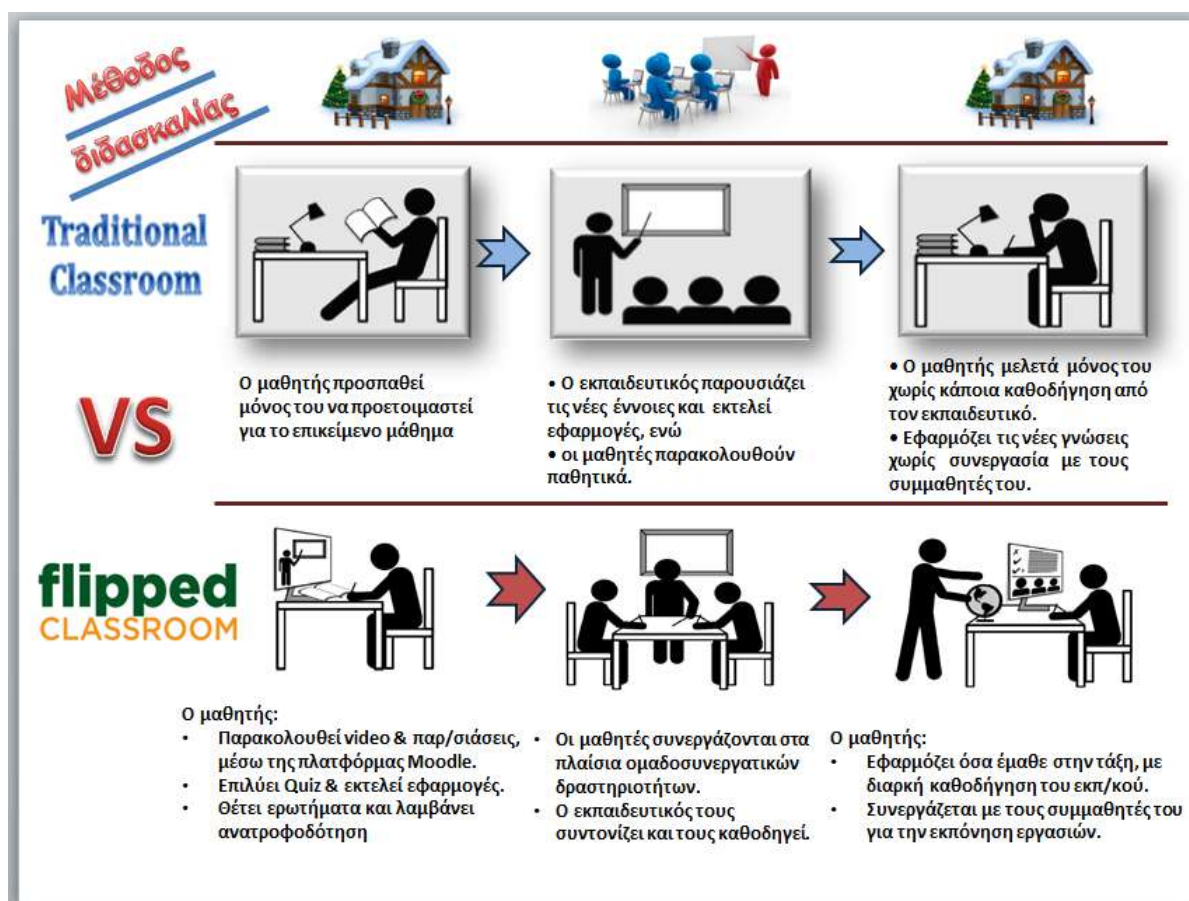 Μέθοδος
διδασκαλίας
Traditional
Classroom
Ο μαθητής προσπαθεί
μόνος του να προετοιμαστεί
για το επικείμενο μάθημα
• Ο εκπαιδευτικός παρουσιάζει
τις νέες έννοιες και εκτελεί
εφαρμογές, ενώ
• οι μαθητές παρακολουθούν
παθητικά.
• Ο μαθητής μελετά μόνος του
χωρίς κάποια καθοδήγηση από
τον εκπαιδευτικό.
• Εφαρμόζει τις νέες γνώσεις
χωρίς συνεργασία με τους
συμμαθητές του.
VS
flipped
CLASSROOM
Ο μαθητής:
• Παρακολουθεί video & παρ/σιάσεις,
μέσω της πλατφόρμας Moodle.
• Επιλύει Quiz & εκτελεί εφαρμογές.
• Θέτει ερωτήματα και λαμβάνει
ανατροφοδότηση
• Οι μαθητές συνεργάζονται στα
πλαίσια ομαδοσυνεργατικών
δραστηριοτήτων.
• Ο εκπαιδευτικός τους
συντονίζει και τους καθοδηγεί.
Ο μαθητής:
• Εφαρμόζει όσα έμαθε στην τάξη, με
διαρκή καθοδήγηση του εκπ/κού.
• Συνεργάζεται με τους συμμαθητές του
για την εκπόνηση εργασιών.